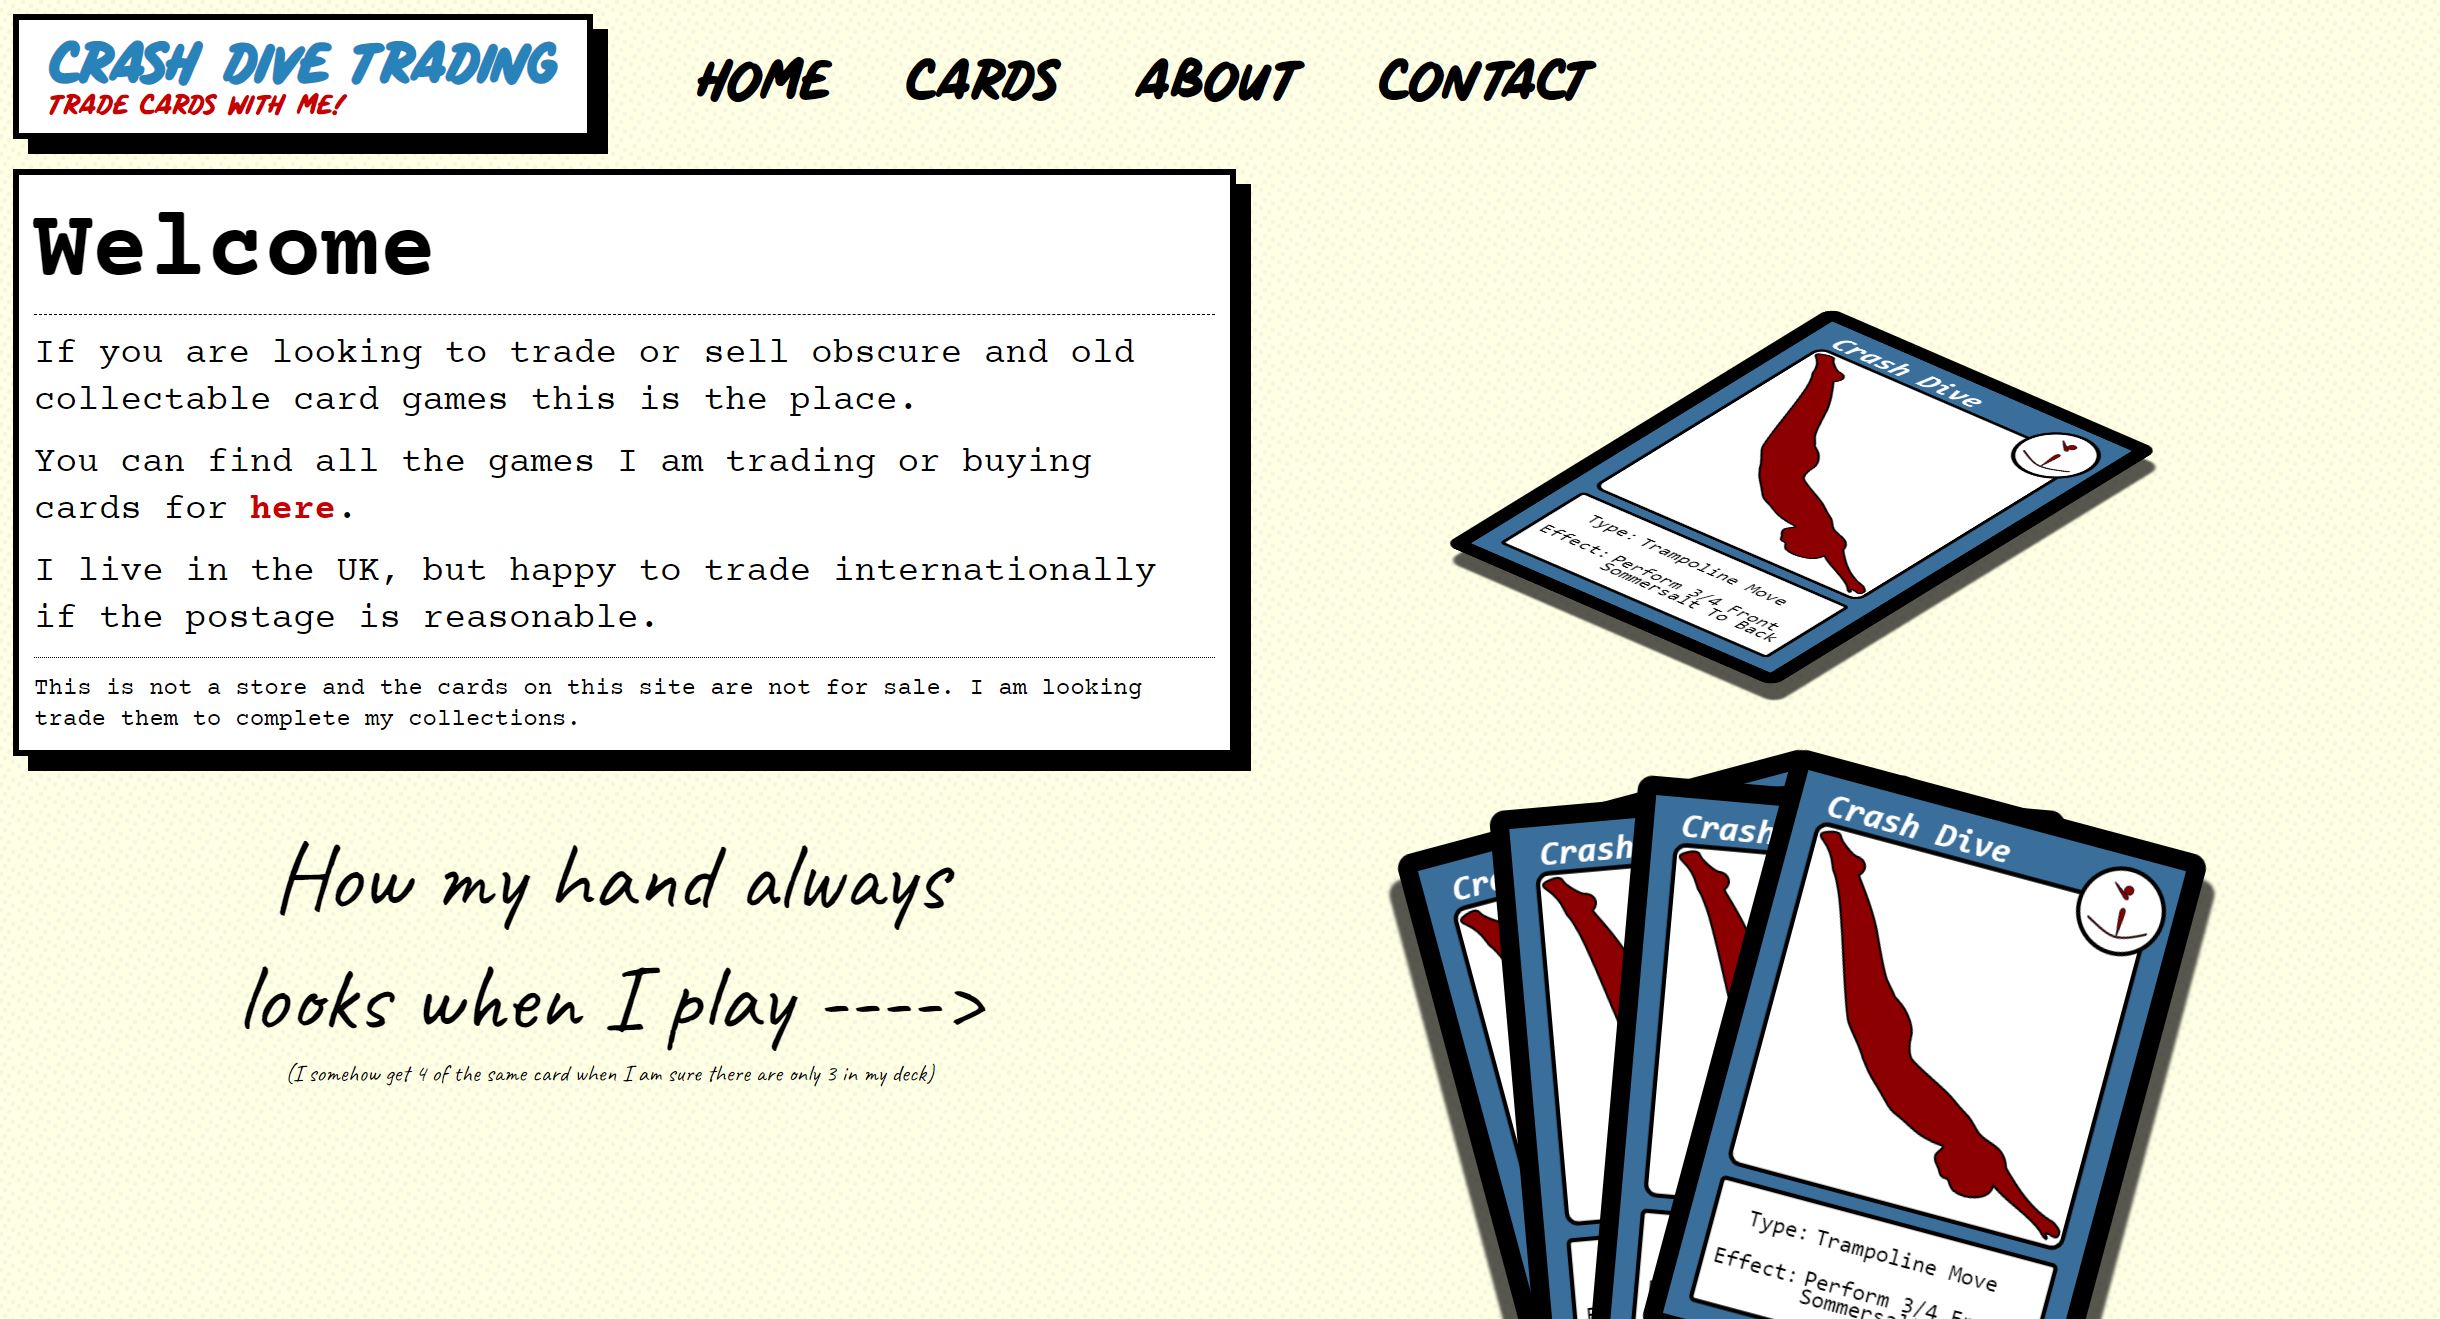 CRASH DIVE TRADING
TRADE CARDS WITH ME!
HOME CARDS ABOUT CONTACT
Welcome
If you are looking to trade or sell obscure and old
collectable card games this is the place.
You can find all the games I am trading or buying
cards for here.
I live in the UK, but happy to trade internationally
if the postage is reasonable.
This is not a store and the cards on this site are not for sale. I am looking
trade them to complete my collections.
Crash Dive
Type: Trampoline Move
Effect: Perform 3/4 Front
Sommersalt To Back
How my hand always
looks when I play ---->
(I somehow get 4 of the same card when I am sure there are only 3 in my deck)
Crash
Crash
Crash Dive
Type: Trampoline Move
Effect: Perform 3/4